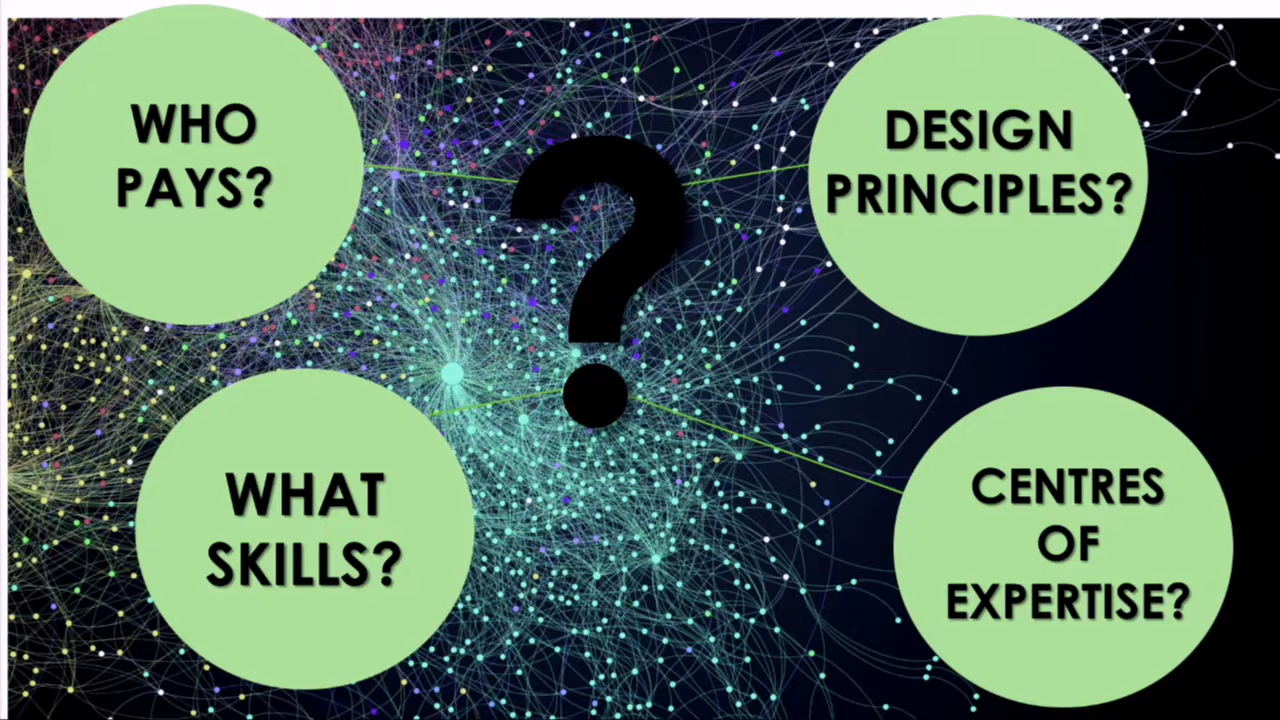 WHO
PAYS?
DESIGN
PRINCIPLES?
?
WHAT
SKILLS?
CENTRES
OF
EXPERTISE?